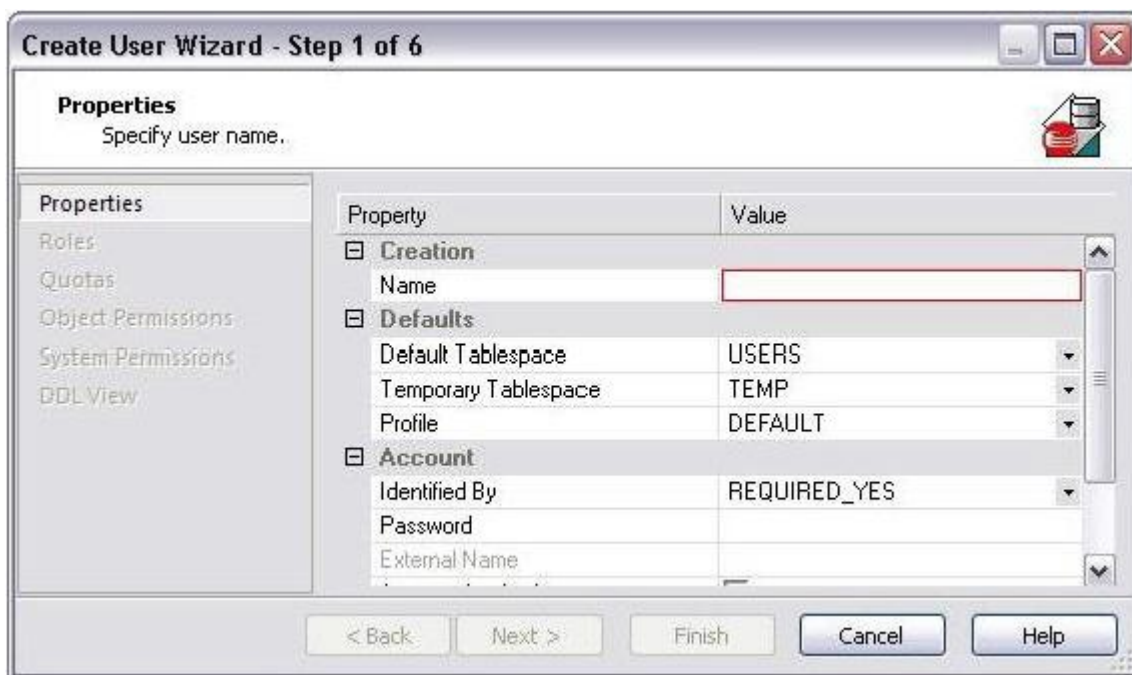 Create User Wizard - Step 1 of 6
Properties
Specify user name.
Properties
Roles
Quotas
Object Permissions
System Permissions
DDL View
Property Value
Creation
Name
Defaults
Default Tablespace USERS
Temporary Tablespace TEMP
Profile DEFAULT
Account
Identified By REQUIRED_YES
Password
External Name
< Back Next > Finish Cancel Help